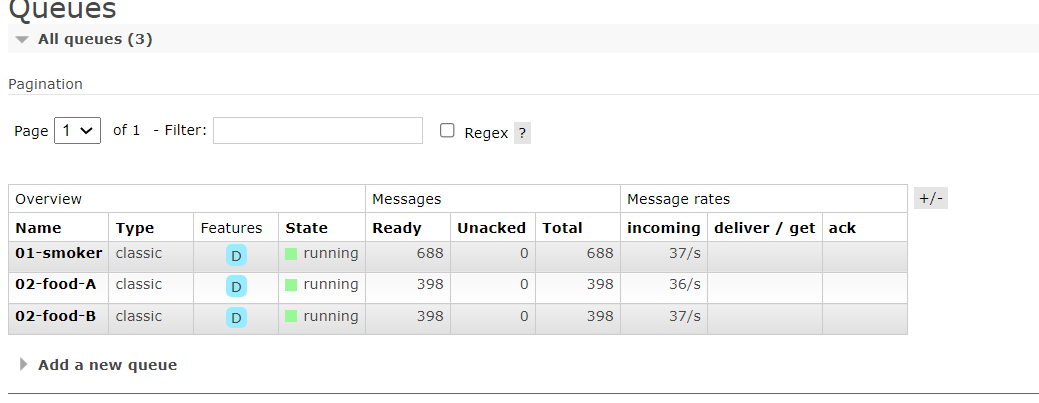 Queues
All queues (3)
Pagination
Page 1 of 1 - Filter: Regex ?
Overview Messages Message rates +/-
Name Type Features State Ready Unacked Total incoming deliver / get ack
01-smoker classic D running 688 0 688 37/s
02-food-A classic D running 398 0 398 36/s
02-food-B classic D running 398 0 398 37/s
Add a new queue